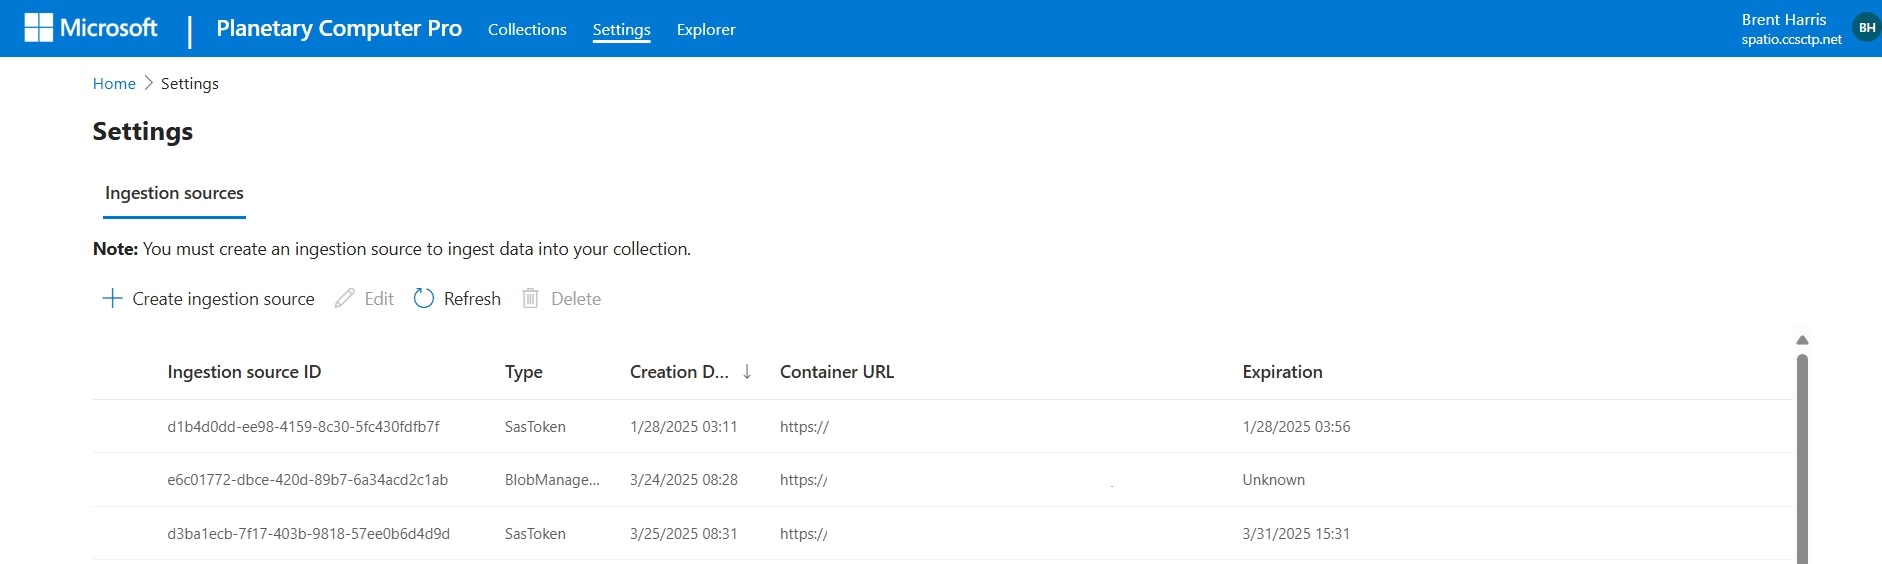 Microsoft | Planetary Computer Pro Collections Settings Explorer Brent Harris
spatio.ccsctp.net BH
Home > Settings
Settings
Ingestion sources
Note: You must create an ingestion source to ingest data into your collection.
Create ingestion source Edit Refresh Delete
Ingestion source ID Type Creation D... ↓ Container URL Expiration
d1b4d0dd-ee98-4159-8c30-5fc430fdfb7f SasToken 1/28/2025 03:11 https:// 1/28/2025 03:56
e6c01772-dbce-420d-89b7-6a34acd2c1ab BlobManage... 3/24/2025 08:28 https:// Unknown
d3ba1ecb-7f17-403b-9818-57ee0b6d4d9d SasToken 3/25/2025 08:31 https:// 3/31/2025 15:31